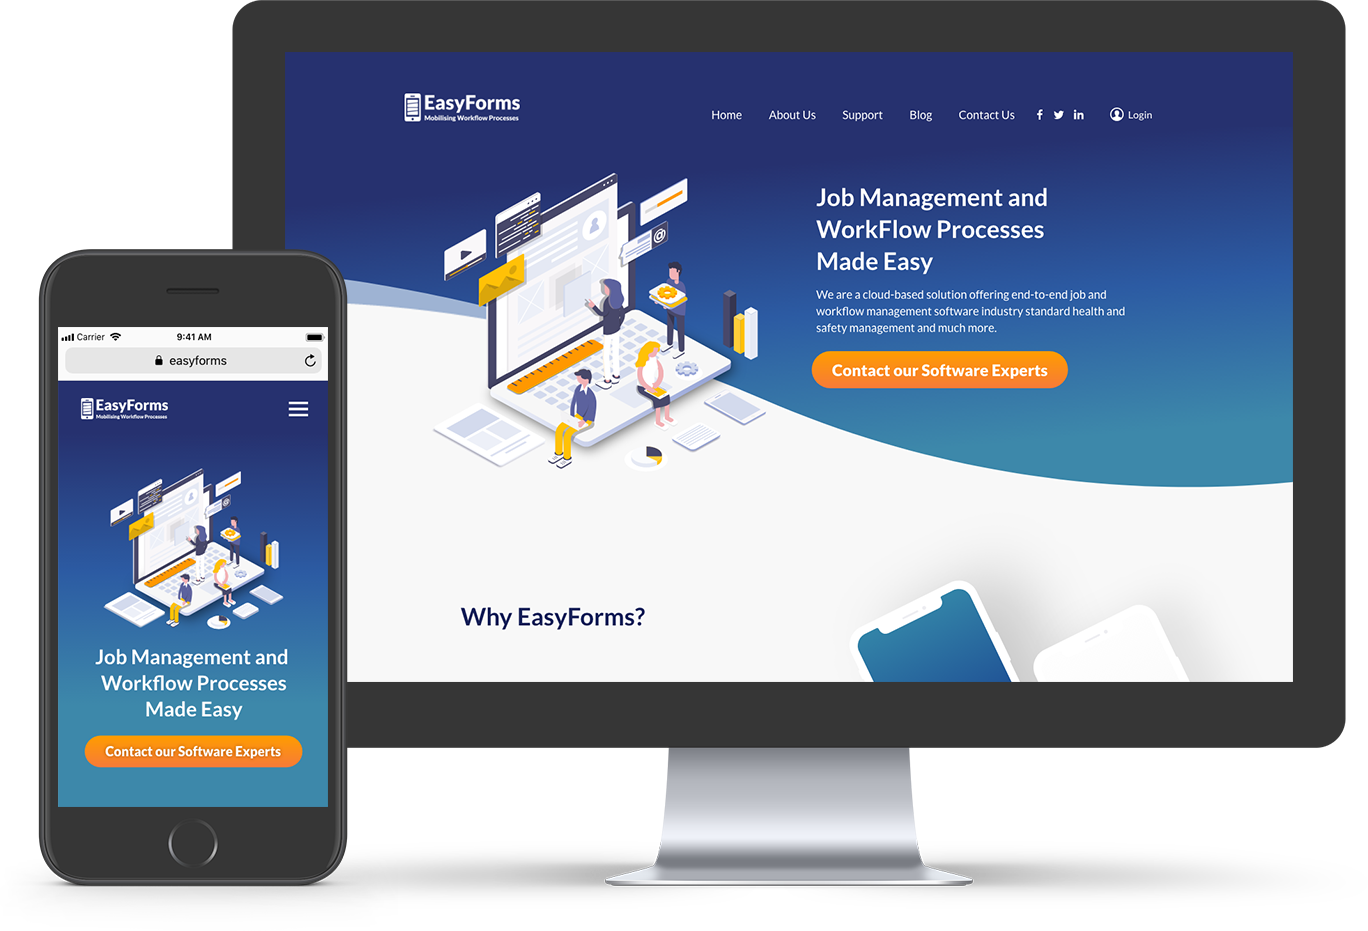 EasyForms
Mobilising Workflow Processes
Home About Us Support Blog Contact Us Login
Job Management and
WorkFlow Processes
Made Easy
We are a cloud-based solution offering end-to-end job and
workflow management software industry standard health and
safety management and much more.
Contact our Software Experts
Why EasyForms?
Carrier 9:41 AM
easyforms
EasyForms
Mobilising Workflow Processes
Job Management and
Workflow Processes
Made Easy
Contact our Software Experts